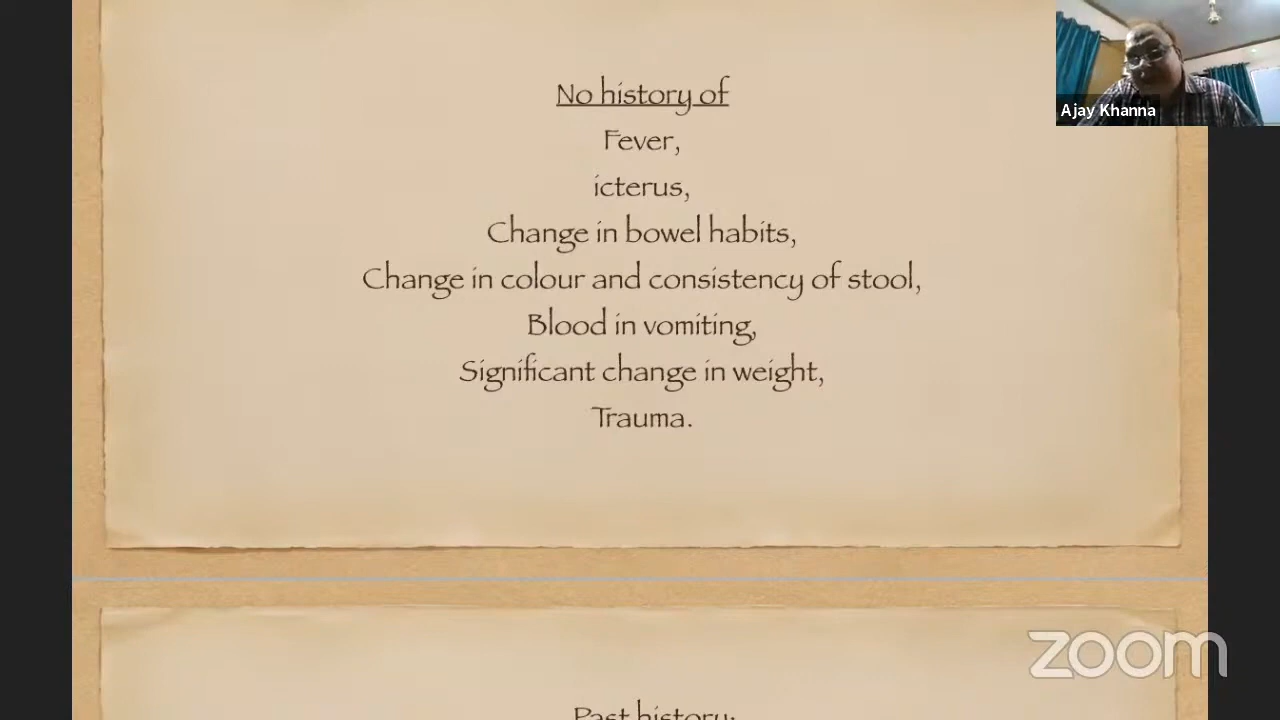 No history of
Fever,
icterus,
Change in bowel habits,
Change in colour and consistency of stool,
Blood in vomiting,
Significant change in weight,
Trauma.
Past history:
Ajay Khanna
zoom